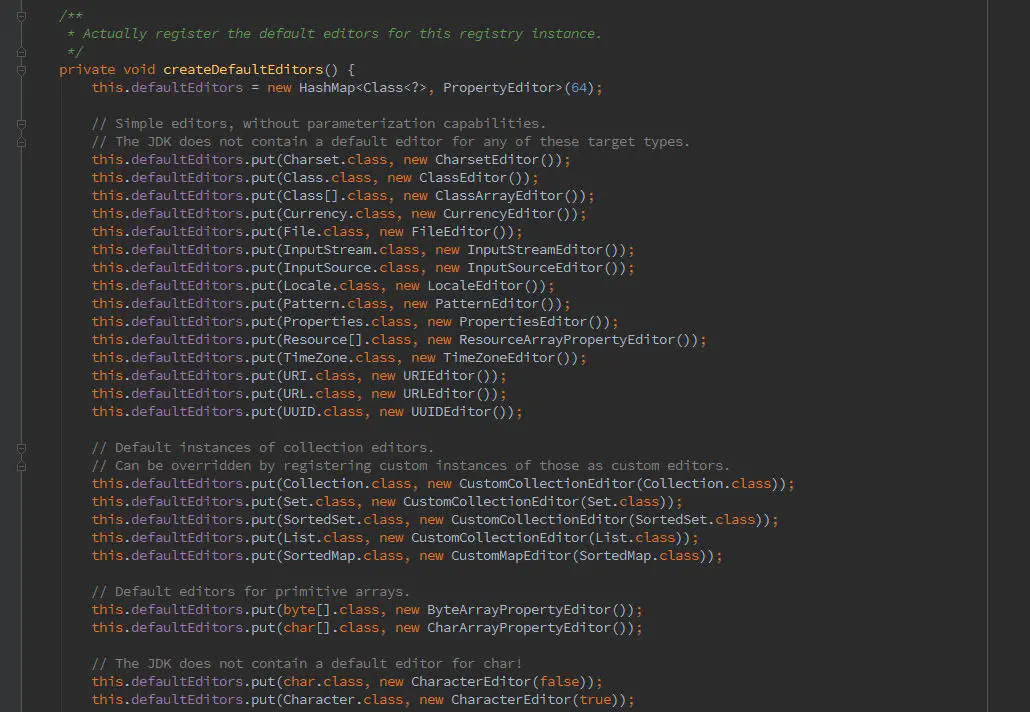 /**
 * Actually register the default editors for this registry instance.
 */
private void createDefaultEditors() {
    this.defaultEditors = new HashMap<Class<?>, PropertyEditor>(64);

    // Simple editors, without parameterization capabilities.
    // The JDK does not contain a default editor for any of these target types.
    this.defaultEditors.put(Charset.class, new CharsetEditor());
    this.defaultEditors.put(Class.class, new ClassEditor());
    this.defaultEditors.put(Class[].class, new ClassArrayEditor());
    this.defaultEditors.put(Currency.class, new CurrencyEditor());
    this.defaultEditors.put(File.class, new FileEditor());
    this.defaultEditors.put(InputStream.class, new InputStreamEditor());
    this.defaultEditors.put(InputSource.class, new InputSourceEditor());
    this.defaultEditors.put(Locale.class, new LocaleEditor());
    this.defaultEditors.put(Pattern.class, new PatternEditor());
    this.defaultEditors.put(Properties.class, new PropertiesEditor());
    this.defaultEditors.put(Resource[].class, new ResourceArrayPropertyEditor());
    this.defaultEditors.put(TimeZone.class, new TimeZoneEditor());
    this.defaultEditors.put(URI.class, new URIEditor());
    this.defaultEditors.put(URL.class, new URLEditor());
    this.defaultEditors.put(UUID.class, new UUIDEditor());

    // Default instances of collection editors.
    // Can be overridden by registering custom instances of those as custom editors.
    this.defaultEditors.put(Collection.class, new CustomCollectionEditor(Collection.class));
    this.defaultEditors.put(Set.class, new CustomCollectionEditor(Set.class));
    this.defaultEditors.put(SortedSet.class, new CustomCollectionEditor(SortedSet.class));
    this.defaultEditors.put(List.class, new CustomCollectionEditor(List.class));
    this.defaultEditors.put(SortedMap.class, new CustomMapEditor(SortedMap.class));

    // Default editors for primitive arrays.
    this.defaultEditors.put(byte[].class, new ByteArrayPropertyEditor());
    this.defaultEditors.put(char[].class, new CharArrayPropertyEditor());

    // The JDK does not contain a default editor for char!
    this.defaultEditors.put(char.class, new CharacterEditor(false));
    this.defaultEditors.put(Character.class, new CharacterEditor(true));